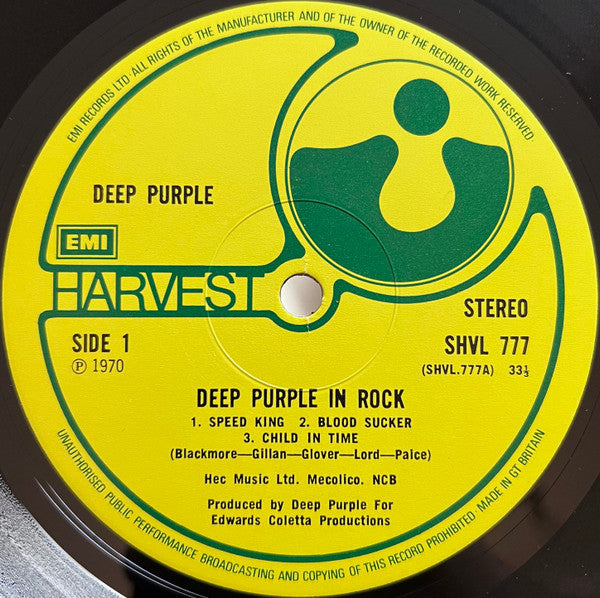 EMI RECORDS LTD·ALL RIGHTS OF THE MANUFACTURER AND OF THE OWNER OF THE RECORDED WORK RESERVED
DEEP PURPLE
EMI
HARVEST
STEREO
SIDE 1
SHVL 777
℗ 1970
(SHVL.777A) 33⅓
DEEP PURPLE IN ROCK
1. SPEED KING 2. BLOOD SUCKER
3. CHILD IN TIME
(Blackmore—Gillan—Glover—Lord—Paice)
Hec Music Ltd. Mecolico. NCB
Produced by Deep Purple For
Edwards Coletta Productions
UNAUTHORISED PUBLIC PERFORMANCE BROADCASTING AND COPYING OF THIS RECORD PROHIBITED·MADE IN GT BRITAIN